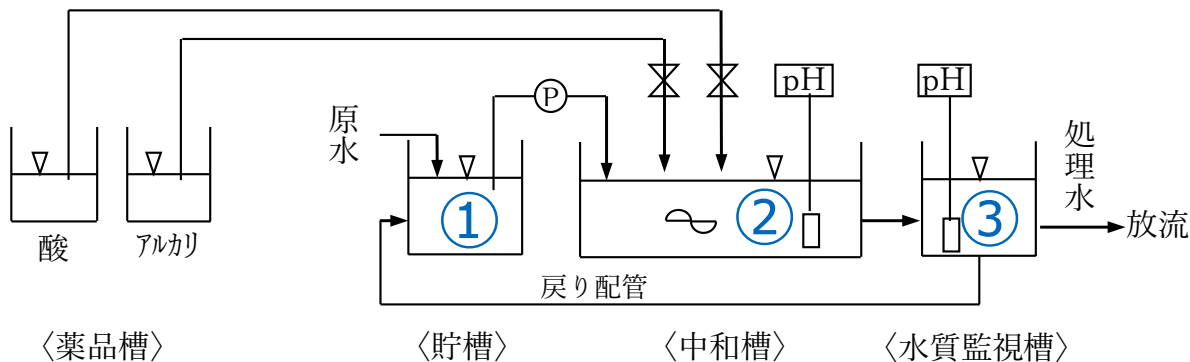 原水
P
pH
pH
処理水
①
②
③
放流
酸
アルカリ
戻り配管
〈薬品槽〉
〈貯槽〉
〈中和槽〉
〈水質監視槽〉